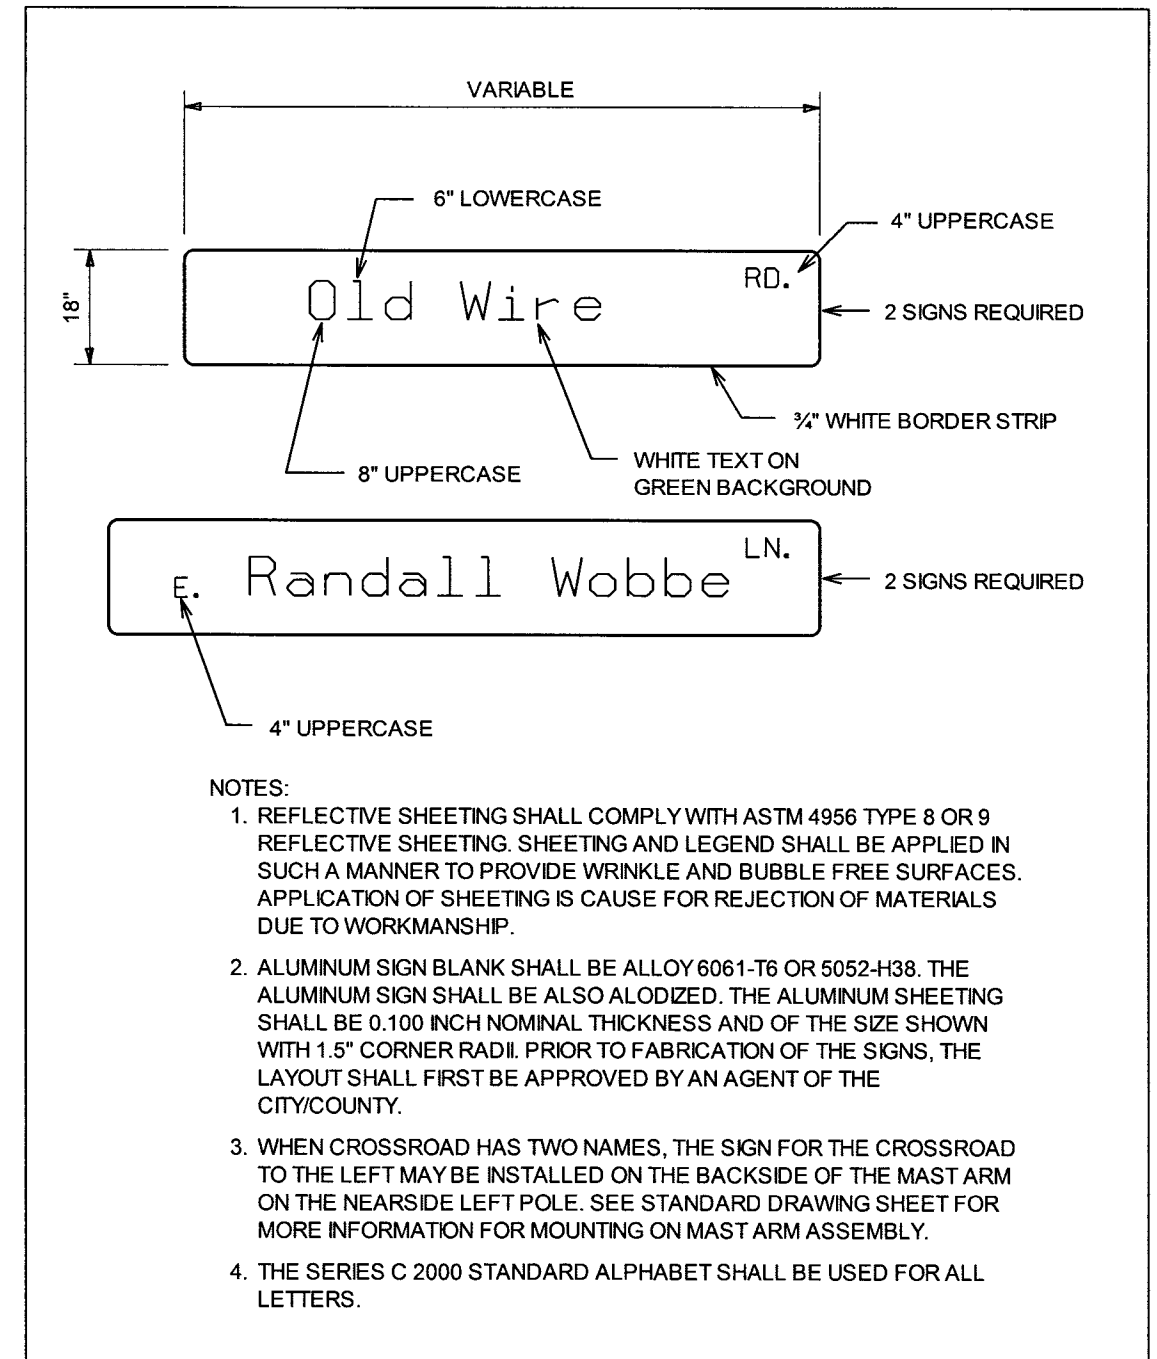 VARIABLE
6" LOWERCASE
4" UPPERCASE
18"
Old Wire
RD.
2 SIGNS REQUIRED
¾" WHITE BORDER STRIP
8" UPPERCASE
WHITE TEXT ON
GREEN BACKGROUND
E. Randall Wobbe LN.
2 SIGNS REQUIRED
4" UPPERCASE
NOTES:
1. REFLECTIVE SHEETING SHALL COMPLY WITH ASTM 4956 TYPE 8 OR 9
REFLECTIVE SHEETING. SHEETING AND LEGEND SHALL BE APPLIED IN
SUCH A MANNER TO PROVIDE WRINKLE AND BUBBLE FREE SURFACES.
APPLICATION OF SHEETING IS CAUSE FOR REJECTION OF MATERIALS
DUE TO WORKMANSHIP.
2. ALUMINUM SIGN BLANK SHALL BE ALLOY 6061-T6 OR 5052-H38. THE
ALUMINUM SIGN SHALL BE ALSO ALODIZED. THE ALUMINUM SHEETING
SHALL BE 0.100 INCH NOMINAL THICKNESS AND OF THE SIZE SHOWN
WITH 1.5" CORNER RADII. PRIOR TO FABRICATION OF THE SIGNS, THE
LAYOUT SHALL FIRST BE APPROVED BY AN AGENT OF THE
CITY/COUNTY.
3. WHEN CROSSROAD HAS TWO NAMES, THE SIGN FOR THE CROSSROAD
TO THE LEFT MAY BE INSTALLED ON THE BACKSIDE OF THE MAST ARM
ON THE NEARSIDE LEFT POLE. SEE STANDARD DRAWING SHEET FOR
MORE INFORMATION FOR MOUNTING ON MAST ARM ASSEMBLY.
4. THE SERIES C 2000 STANDARD ALPHABET SHALL BE USED FOR ALL
LETTERS.